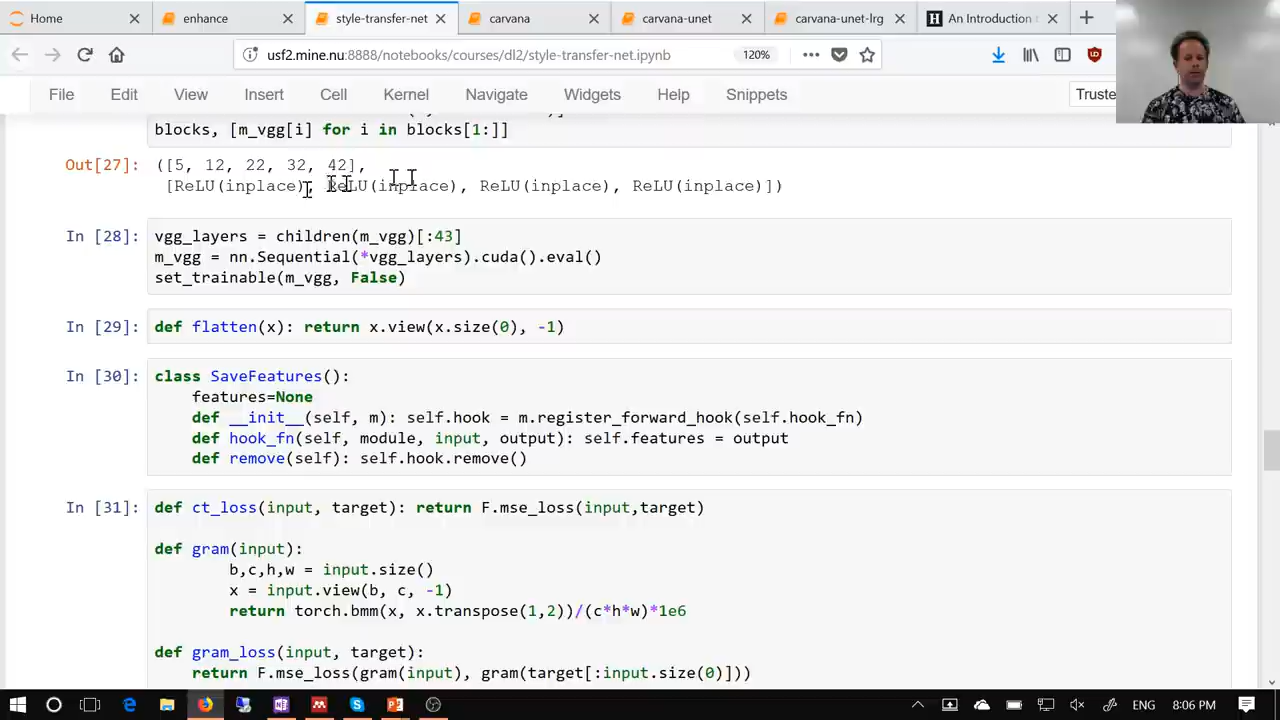 Home
enhance
style-transfer-net
carvana
carvana-unet
carvana-unet-lrg
An Introduction
usf2.mine.nu:8888/notebooks/courses/dl2/style-transfer-net.ipynb
120%
File Edit View Insert Cell Kernel Navigate Widgets Help Snippets
Truste
blocks, [m_vgg[i] for i in blocks[1:]]
Out[27]: ([5, 12, 22, 32, 42],
[ReLU(inplace), ReLU(inplace), ReLU(inplace), ReLU(inplace)])
In [28]: vgg_layers = children(m_vgg)[:43]
m_vgg = nn.Sequential(*vgg_layers).cuda().eval()
set_trainable(m_vgg, False)
In [29]: def flatten(x): return x.view(x.size(0), -1)
In [30]: class SaveFeatures():
features=None
def __init__(self, m): self.hook = m.register_forward_hook(self.hook_fn)
def hook_fn(self, module, input, output): self.features = output
def remove(self): self.hook.remove()
In [31]: def ct_loss(input, target): return F.mse_loss(input,target)
def gram(input):
b,c,h,w = input.size()
x = input.view(b, c, -1)
return torch.bmm(x, x.transpose(1,2))/(c*h*w)*1e6
def gram_loss(input, target):
return F.mse_loss(gram(input), gram(target[:input.size(0)]))
ENG
8:06 PM